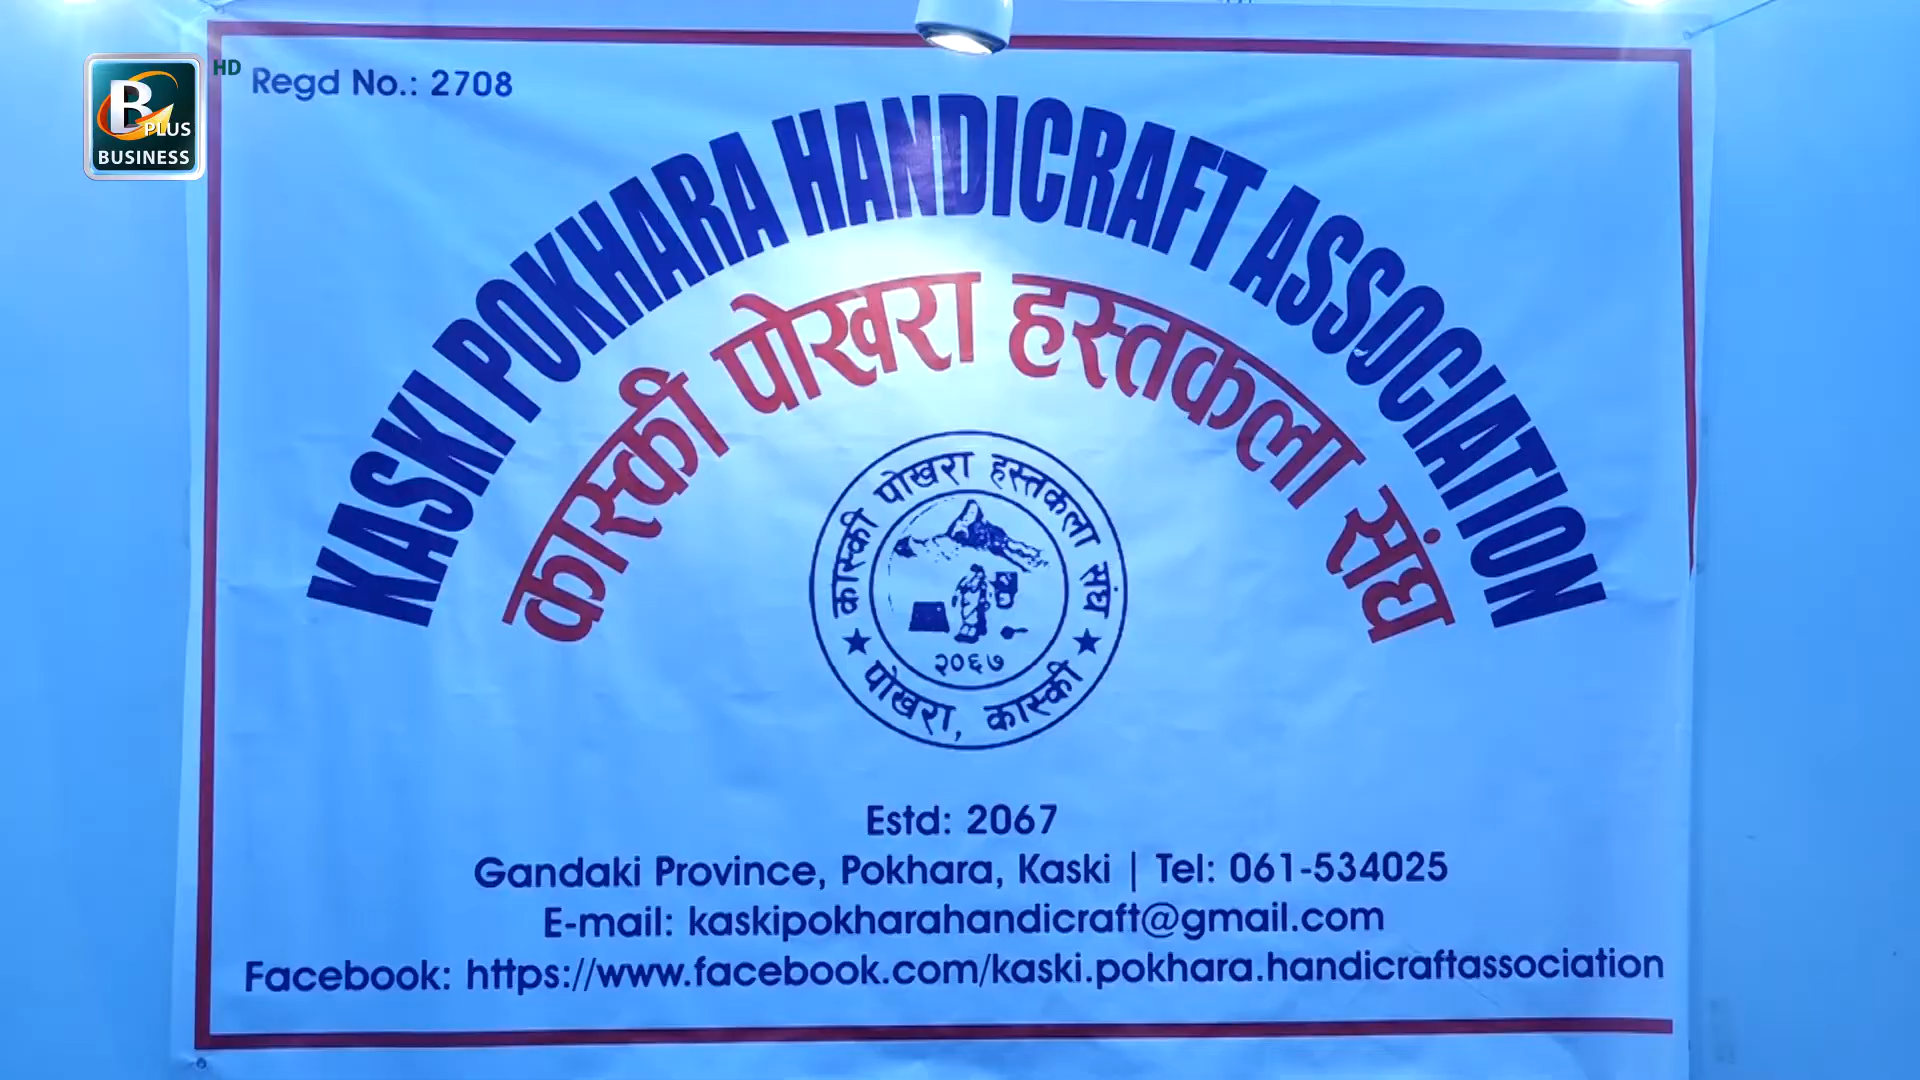 HD
B PLUS
BUSINESS
Regd No.: 2708
KASKI POKHARA HANDICRAFT ASSOCIATION
कास्की पोखरा हस्तकला संघ
कास्की पोखरा हस्तकला संघ
२०६७
पोखरा, कास्की
Estd: 2067
Gandaki Province, Pokhara, Kaski | Tel: 061-534025
E-mail: kaskipokharahandicraft@gmail.com
Facebook: https://www.facebook.com/kaski.pokhara.handicraftassociation